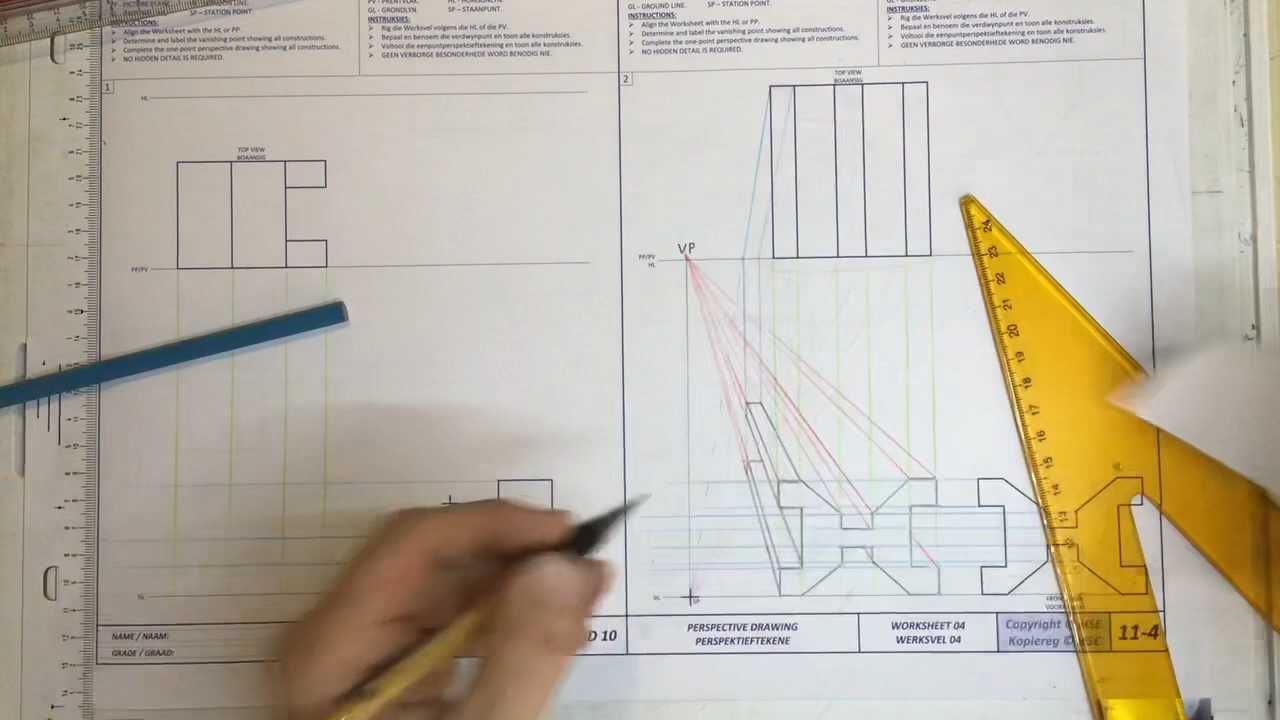 INSTRUCTIONS:
Align the Worksheet with the HL or PP.
Determine and label the vanishing point showing all constructions.
Complete the one-point perspective drawing showing all constructions.
NO HIDDEN DETAIL IS REQUIRED.
GL - GRONDLYN. SP – STAANPUNT.
INSTRUKSIES:
Rig die Werksvel volgens die HL of die PV.
Bepaal en benoem die verdwynpunt en toon alle konstruksies.
Voltooi die eenpuntperspektieftekening en toon alle konstruksies.
GEEN VERBORGE BESONDERHEDE WORD BENODIG NIE.
GL - GROUND LINE. SP – STATION POINT.
INSTRUCTIONS:
Align the Worksheet with the HL or PP.
Determine and label the vanishing point showing all constructions.
Complete the one-point perspective drawing showing all constructions.
NO HIDDEN DETAIL IS REQUIRED.
INSTRUKSIES:
Rig die Werksvel volgens die HL of die PV.
Bepaal en benoem die verdwynpunt en toon alle konstruksies.
Voltooi die eenpuntperspektieftekening en toon alle konstruksies.
GEEN VERBORGE BESONDERHEDE WORD BENODIG NIE.
1
HL
TOP VIEW
BOAANSIG
PP/PV
GL
2
TOP VIEW
BOAANSIG
VP
PP/PV
HL
GL
SP
NAME / NAAM:
GRADE / GRAAD:
10
PERSPECTIVE DRAWING
PERSPEKTIEFTEKENE
WORKSHEET 04
WERKSVEL 04
Copyright
Kopiereg
11-4